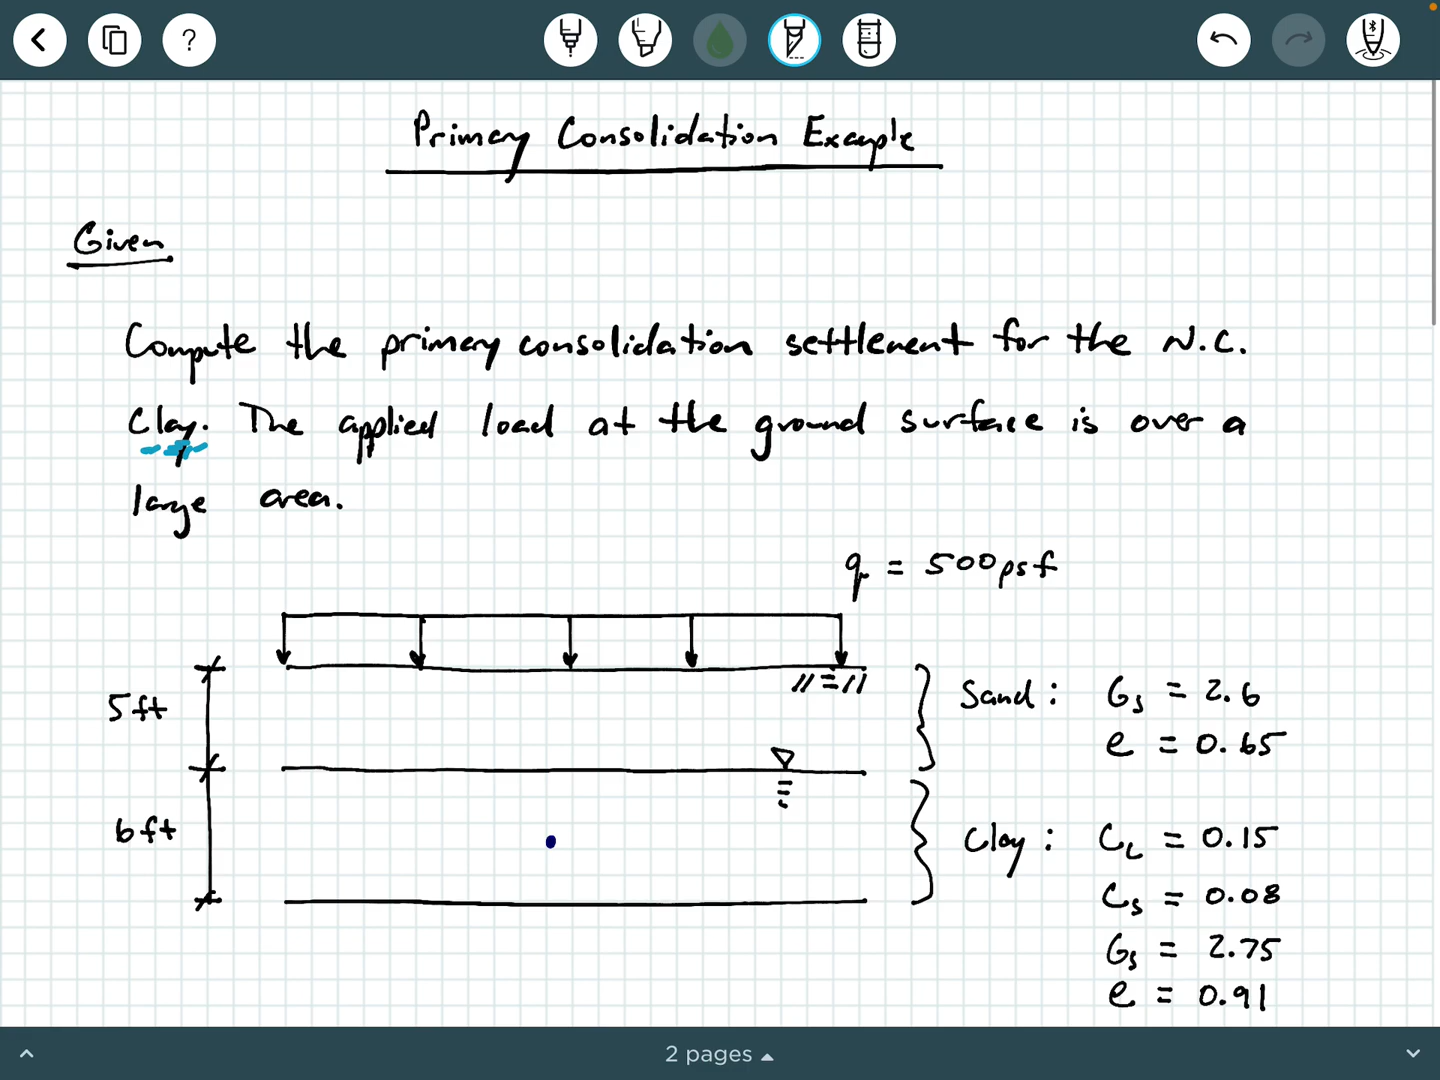 ?
Primary Consolidation Example
Given
Compute the primary consolidation settlement for the N.C.
Clay. The applied load at the ground surface is over a
large area.
q = 500psf
5ft
Sand: Gs = 2.6
e = 0.65
6ft
Clay: Cc = 0.15
Cs = 0.08
Gs = 2.75
e = 0.91
2 pages